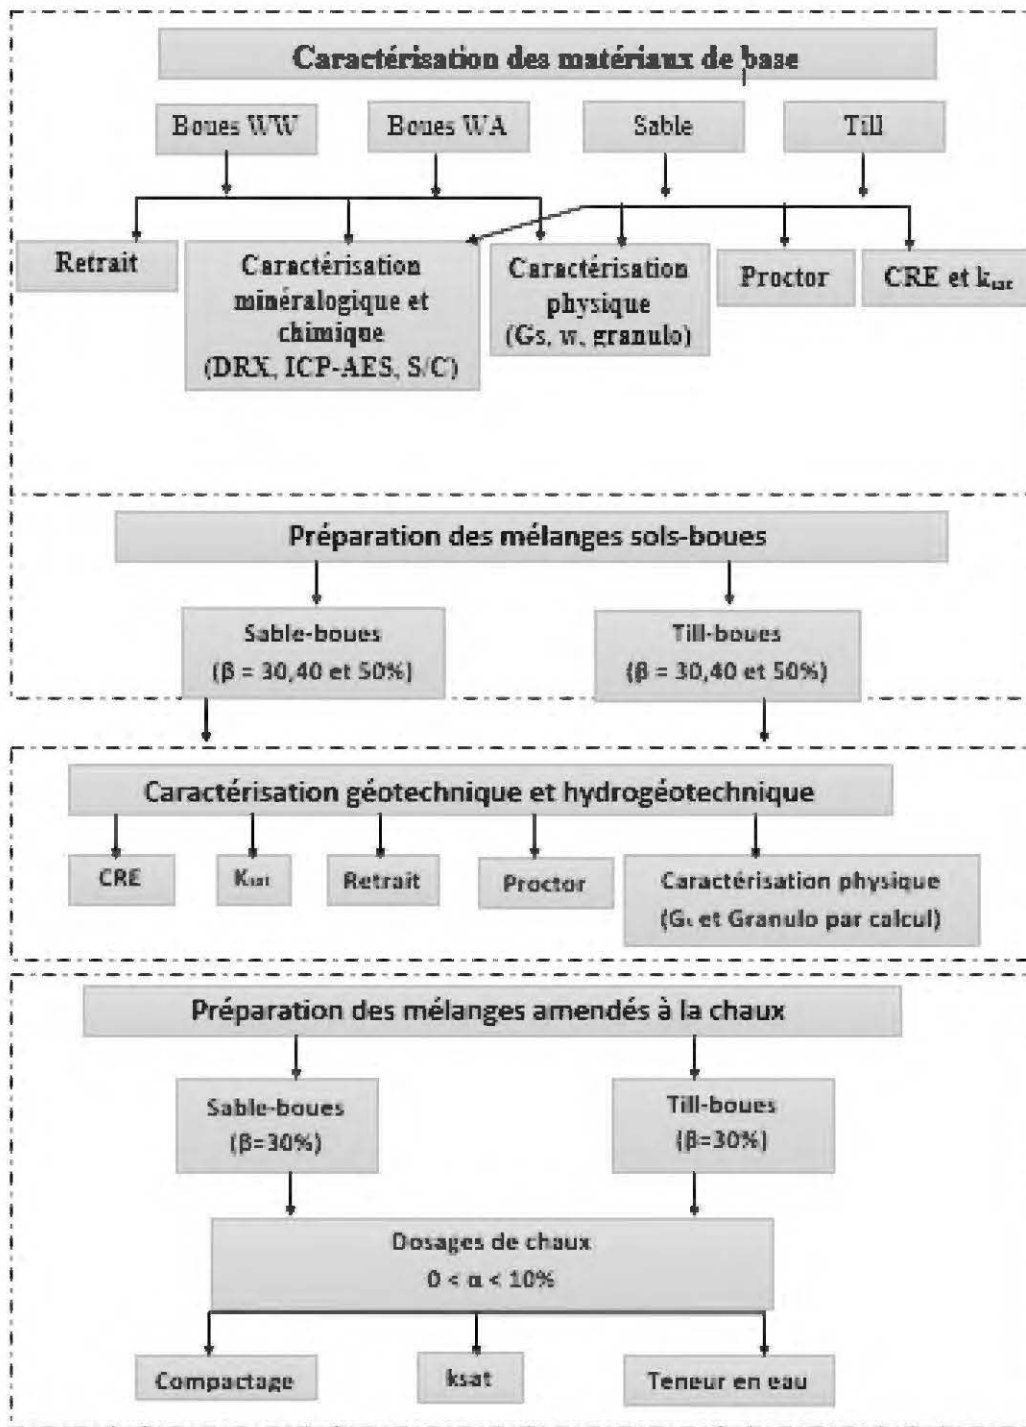 Caractérisation des matériaux de base
Boues WW
Boues WA
Sable
Till
Retrait
Caractérisation
minéralogique et
chimique
(DRX, ICP-AES, S/C)
Caractérisation
physique
(Gs, w, granulo)
Proctor
CRE et ksat
Préparation des mélanges sols-boues
Sable-boues
(β = 30,40 et 50%)
Till-boues
(β = 30,40 et 50%)
Caractérisation géotechnique et hydrogéotechnique
CRE
Ksat
Retrait
Proctor
Caractérisation physique
(Gs et Granulo par calcul)
Préparation des mélanges amendés à la chaux
Sable-boues
(β=30%)
Till-boues
(β=30%)
Dosages de chaux
0 < α < 10%
Compactage
ksat
Teneur en eau